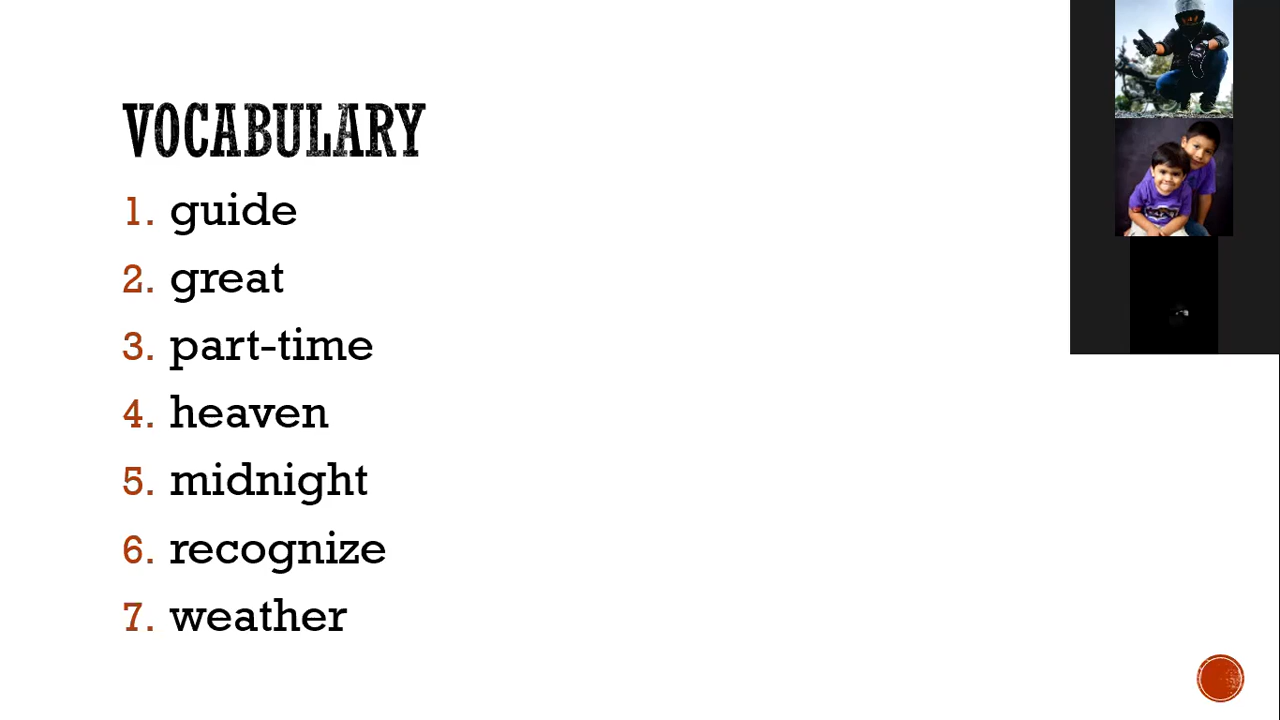 VOCABULARY
1. guide
2. great
3. part-time
4. heaven
5. midnight
6. recognize
7. weather